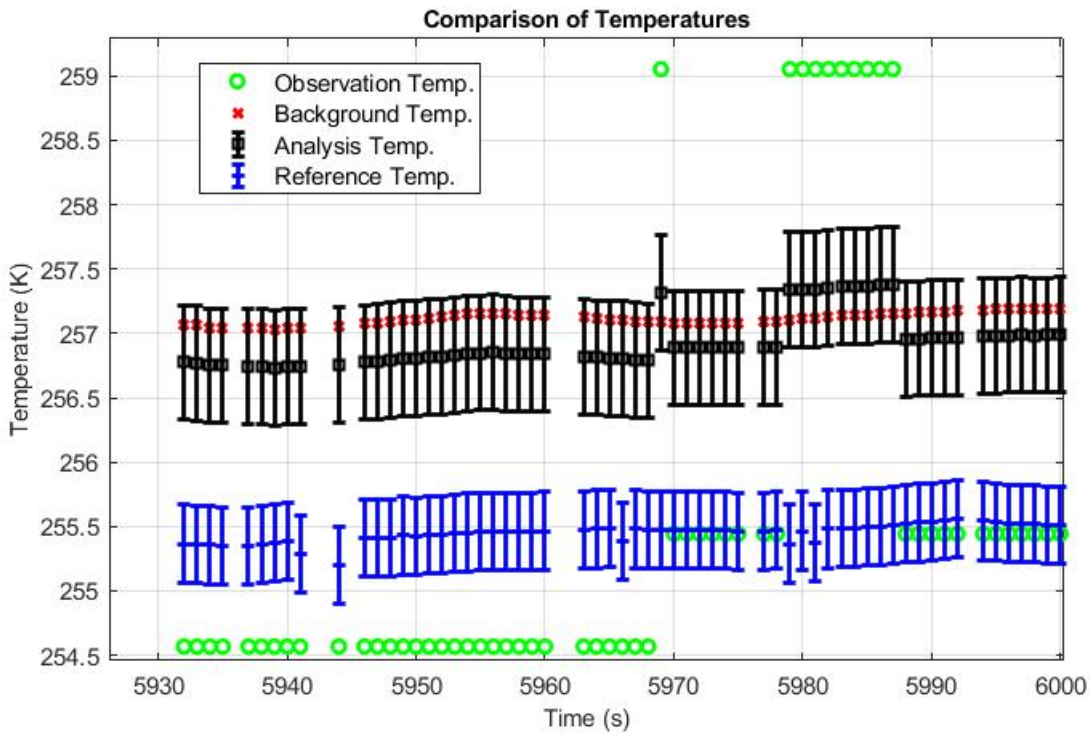 Comparison of Temperatures
259
258.5
258
257.5
257
256.5
256
255.5
255
254.5
Temperature (K)
Observation Temp.
Background Temp.
Analysis Temp.
Reference Temp.
5930 5940 5950 5960 5970 5980 5990 6000
Time (s)